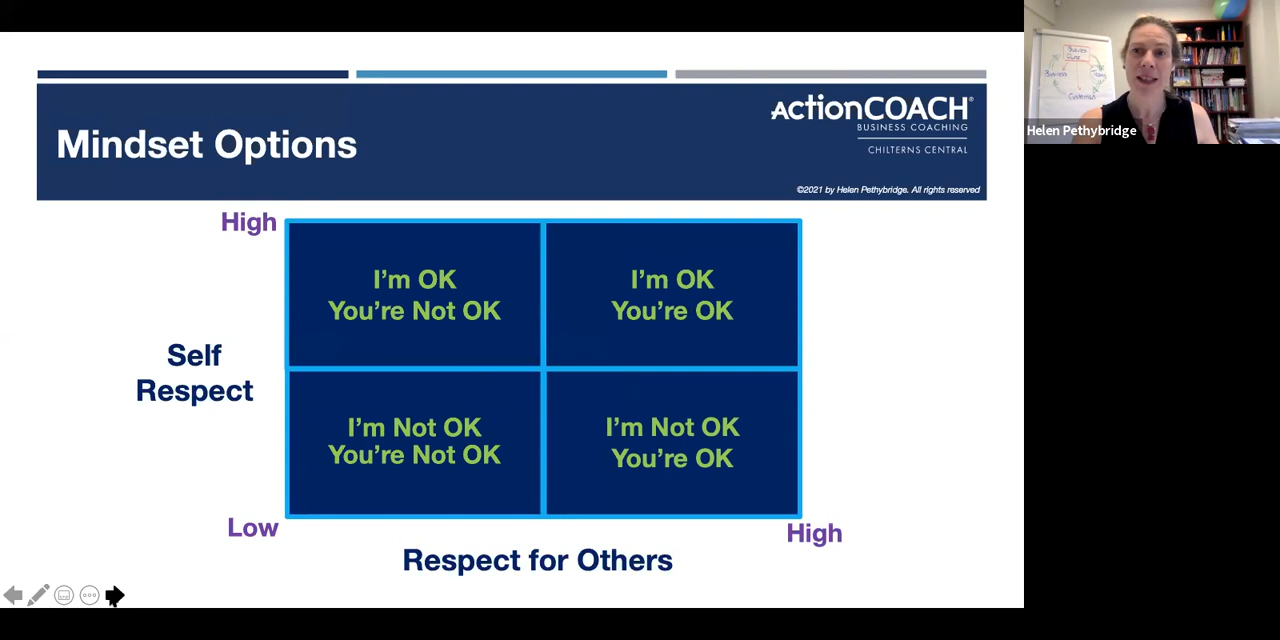 Mindset Options
ActionCOACH®
BUSINESS COACHING
CHILTERNS CENTRAL
©2021 by Helen Pethybridge. All rights reserved
High
I'm OK
You're Not OK
I'm OK
You're OK
Self
Respect
I'm Not OK
You're Not OK
I'm Not OK
You're OK
Low
High
Respect for Others
Helen Pethybridge
Business
Customers